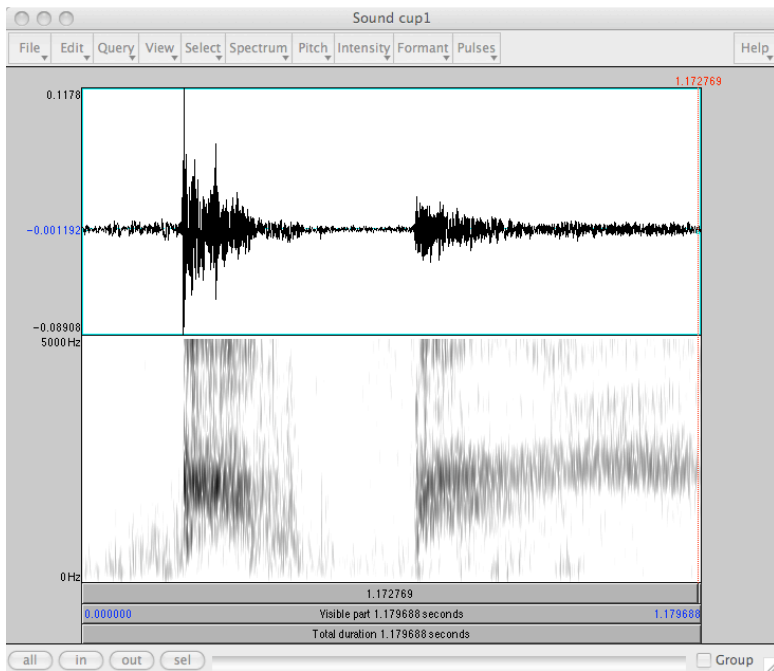 Sound cup1
File Edit Query View Select Spectrum Pitch Intensity Formant Pulses Help
1.172769
0.1178
-0.001192
-0.08908
5000 Hz
0 Hz
1.172769
0.000000 Visible part 1.179688 seconds 1.179688
Total duration 1.179688 seconds
all in out sel Group